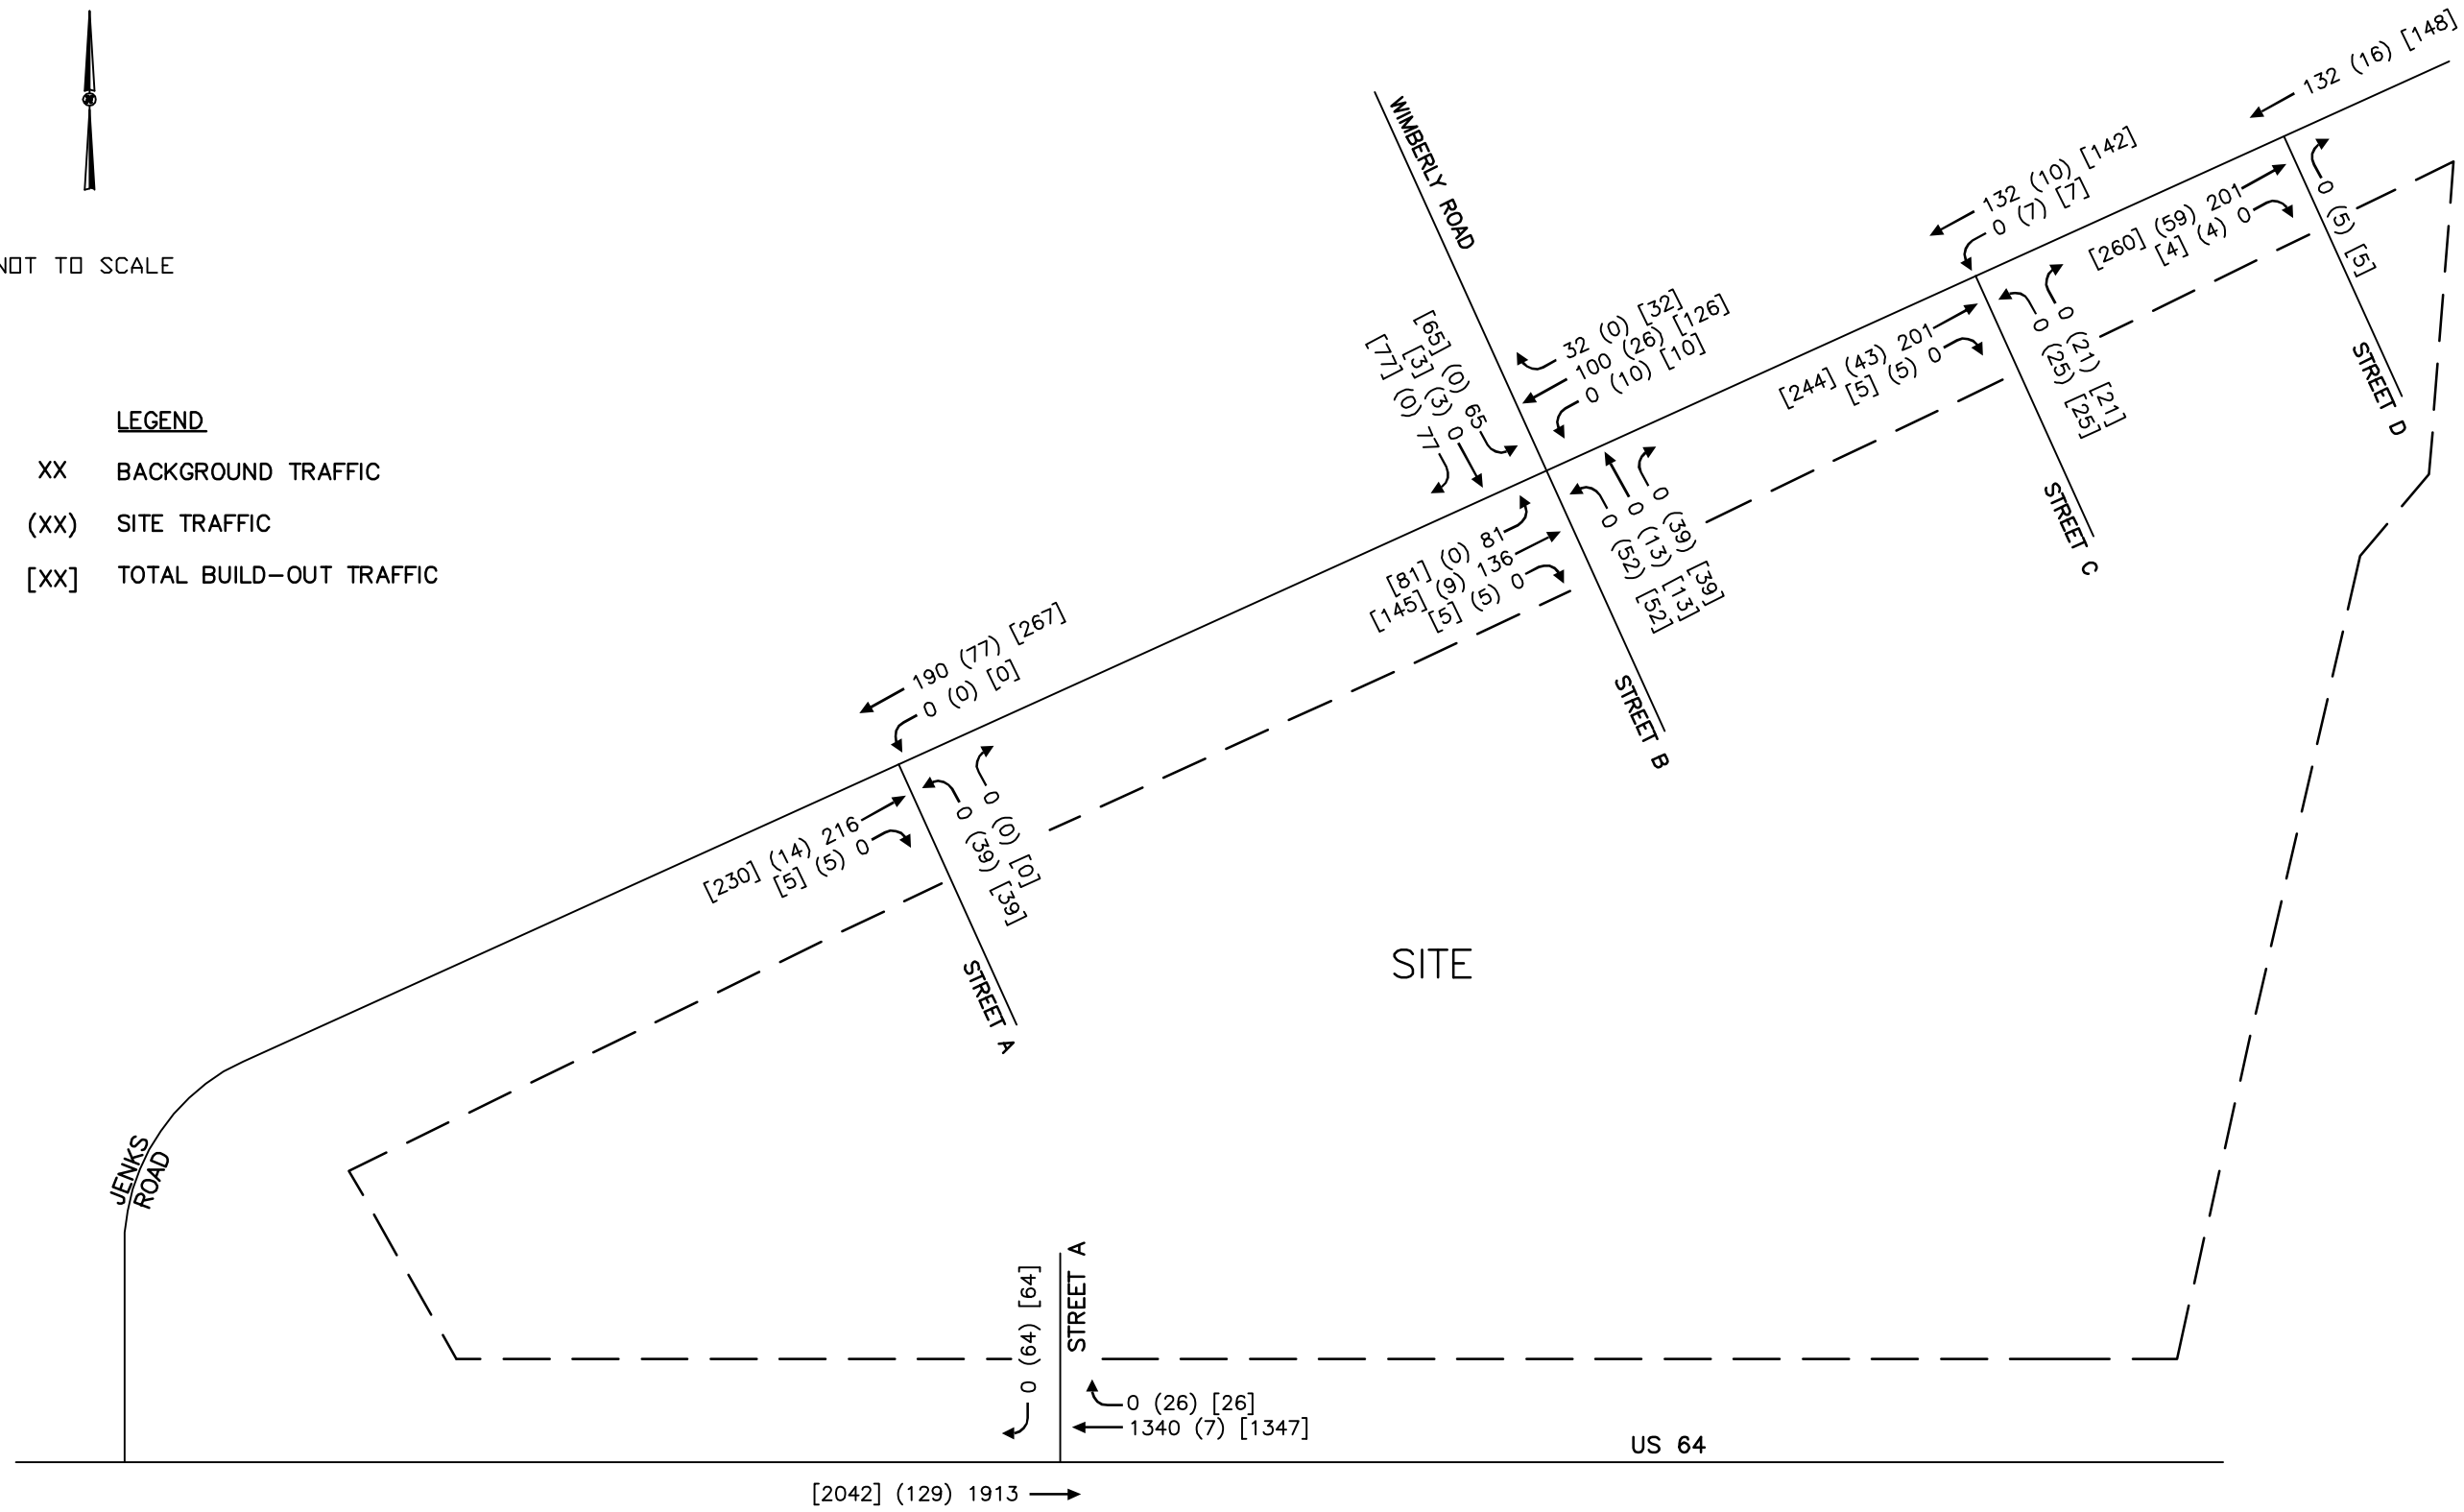 132 (16) [148]
132 (10) [142]
0 (7) [7]
[260] (59) 201
[4] (4) 0
0 (5) [5]
STREET D
WIMBERLY ROAD
NOT TO SCALE
32 (0) [32]
100 (26) [126]
0 (10) [10]
[65] (0) 65
[3] (3) 0
[77] (0) 77
[244] (43) 201
[5] (5) 0
0 (21) [21]
0 (25) [25]
STREET C
LEGEND
XX BACKGROUND TRAFFIC
(XX) SITE TRAFFIC
[XX] TOTAL BUILD-OUT TRAFFIC
[81] (0) 81
[145] (9) 136
[5] (5) 0
0 (39) [39]
0 (13) [13]
0 (52) [52]
STREET B
190 (77) [267]
0 (0) [0]
[230] (14) 216
[5] (5) 0
0 (0) [0]
0 (39) [39]
STREET A
SITE
JENKS
ROAD
0 (64) [64]
STREET A
0 (26) [26]
1340 (7) [1347]
US 64
[2042] (129) 1913